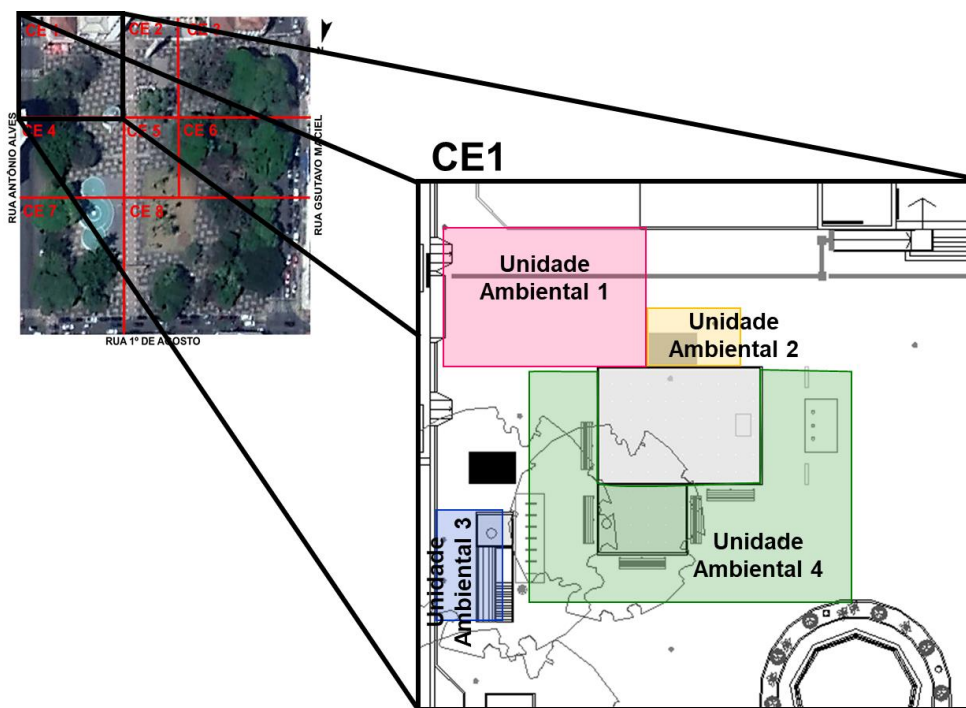 CE 1
CE 2
CE 3
CE 4
CE 5
CE 6
CE 7
CE 8
RUA ANTÔNIO ALVES
RUA GSUTAVO MACIEL
RUA 1º DE AGOSTO
CE1
Unidade
Ambiental 1
Unidade
Ambiental 2
Unidade
Ambiental 3
Unidade
Ambiental 4